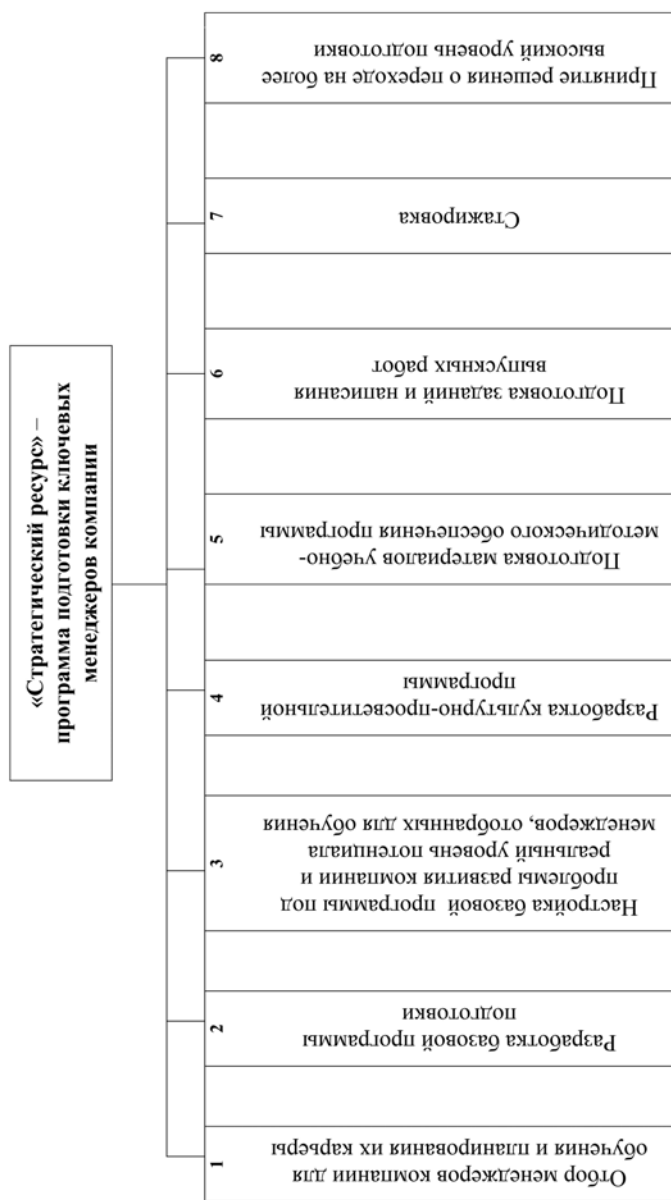 «Стратегический ресурс» –
программа подготовки ключевых
менеджеров компании
1
Отбор менеджеров компании для
обучения и планирования их карьеры
2
Разработка базовой программы
подготовки
3
Настройка базовой программы под
проблемы развития компании и
реальный уровень потенциала
менеджеров, отобранных для обучения
4
Разработка культурно-просветительной
программы
5
Подготовка материалов учебно-
методического обеспечения программы
6
Подготовка заданий и написания
выпускных работ
7
Стажировка
8
Принятие решения о переходе на более
высокий уровень подготовки